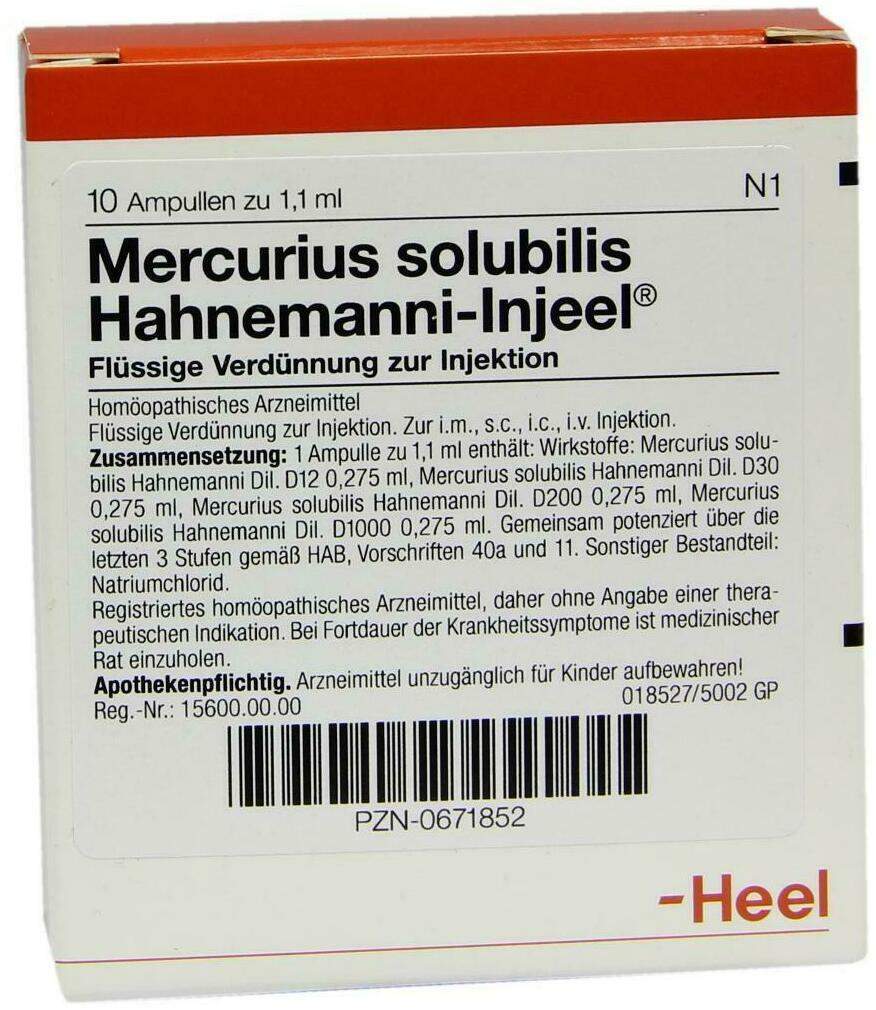 10 Ampullen zu 1,1 ml N1
Mercurius solubilis
Hahnemanni-Injeel®
Flüssige Verdünnung zur Injektion
Homöopathisches Arzneimittel
Flüssige Verdünnung zur Injektion. Zur i.m., s.c., i.c., i.v. Injektion.
Zusammensetzung: 1 Ampulle zu 1,1 ml enthält: Wirkstoffe: Mercurius solu-
bilis Hahnemanni Dil. D12 0,275 ml, Mercurius solubilis Hahnemanni Dil. D30
0,275 ml, Mercurius solubilis Hahnemanni Dil. D200 0,275 ml, Mercurius
solubilis Hahnemanni Dil. D1000 0,275 ml. Gemeinsam potenziert über die
letzten 3 Stufen gemäß HAB, Vorschriften 40a und 11. Sonstiger Bestandteil:
Natriumchlorid.
Registriertes homöopathisches Arzneimittel, daher ohne Angabe einer thera-
peutischen Indikation. Bei Fortdauer der Krankheitssymptome ist medizinischer
Rat einzuholen.
Apothekenpflichtig. Arzneimittel unzugänglich für Kinder aufbewahren!
Reg.-Nr.: 15600.00.00 018527/5002 GP
PZN-0671852
-Heel